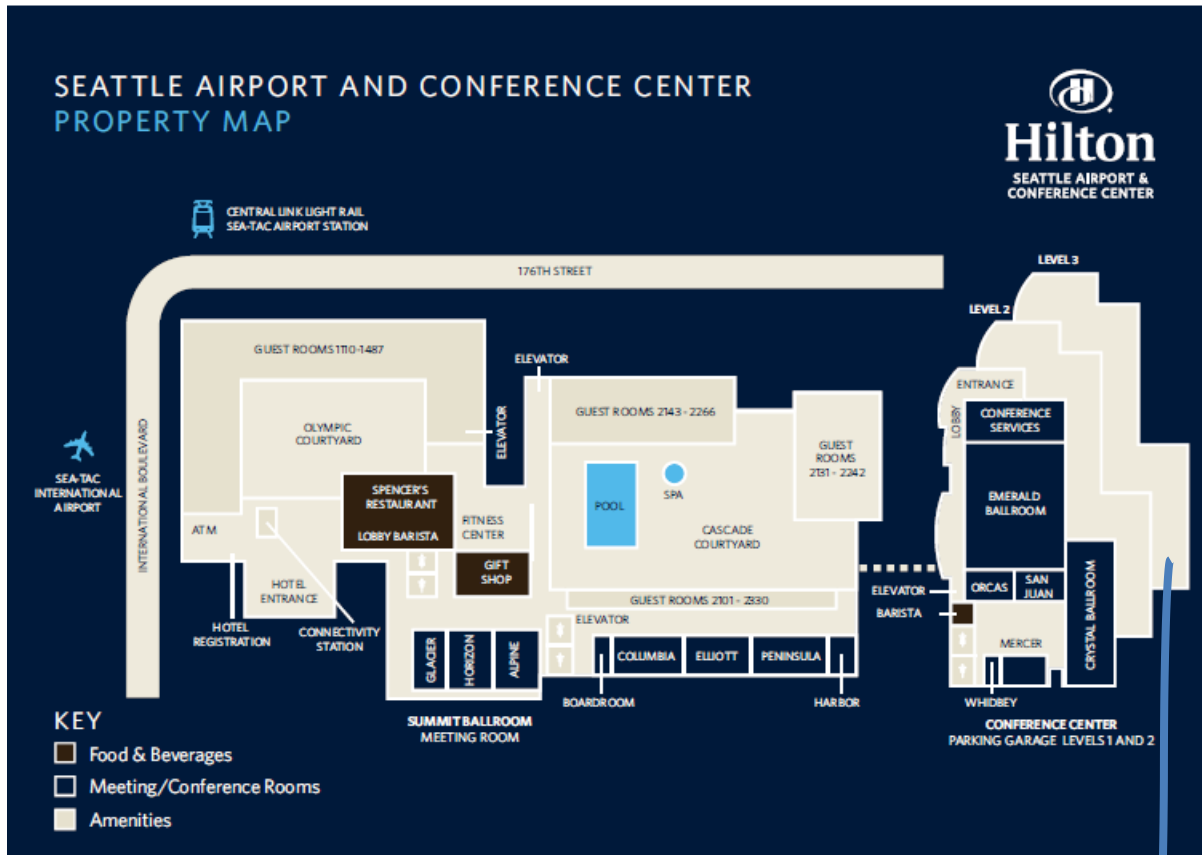 SEATTLE AIRPORT AND CONFERENCE CENTER
PROPERTY MAP
Hilton
SEATTLE AIRPORT &
CONFERENCE CENTER
CENTRAL LINK LIGHT RAIL
SEA-TAC AIRPORT STATION
176TH STREET
LEVEL 3
LEVEL 2
GUEST ROOMS 1110-1487
ELEVATOR
ENTRANCE
OLYMPIC
COURTYARD
ELEVATOR
GUEST ROOMS 2143 - 2266
GUEST
ROOMS
2131 - 2242
LOBBY
CONFERENCE
SERVICES
INTERNATIONAL BOULEVARD
SEA-TAC
INTERNATIONAL
AIRPORT
SPENCER'S
RESTAURANT
LOBBY BARISTA
POOL
SPA
EMERALD
BALLROOM
ATM
FITNESS
CENTER
CASCADE
COURTYARD
GIFT
SHOP
HOTEL
ENTRANCE
GUEST ROOMS 2101 - 2330
ELEVATOR
BARISTA
ORCAS
SAN
JUAN
CRYSTAL BALLROOM
HOTEL
REGISTRATION
CONNECTIVITY
STATION
ELEVATOR
GLACIER
HORIZON
ALPINE
COLUMBIA
ELLIOTT
PENINSULA
MERCER
BOARDROOM
HARBOR
WHIDBEY
SUMMIT BALLROOM
MEETING ROOM
CONFERENCE CENTER
PARKING GARAGE LEVELS 1 AND 2
KEY
Food & Beverages
Meeting/Conference Rooms
Amenities